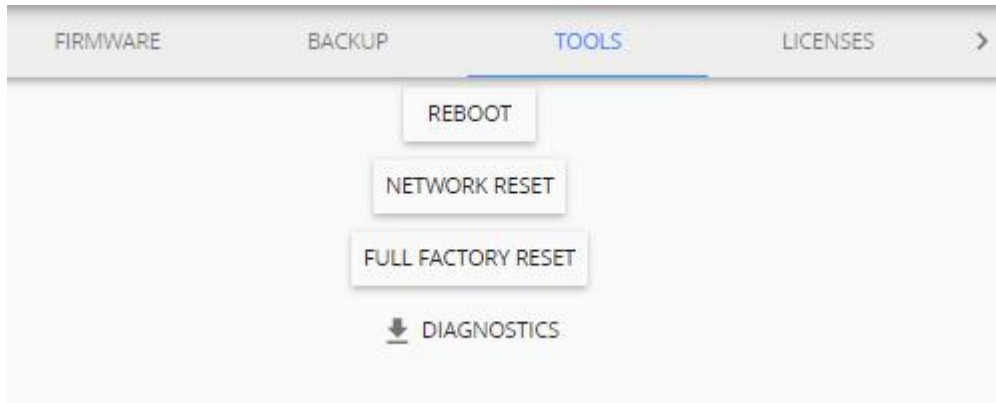 FIRMWARE BACKUP TOOLS LICENSES >
REBOOT
NETWORK RESET
FULL FACTORY RESET
DIAGNOSTICS